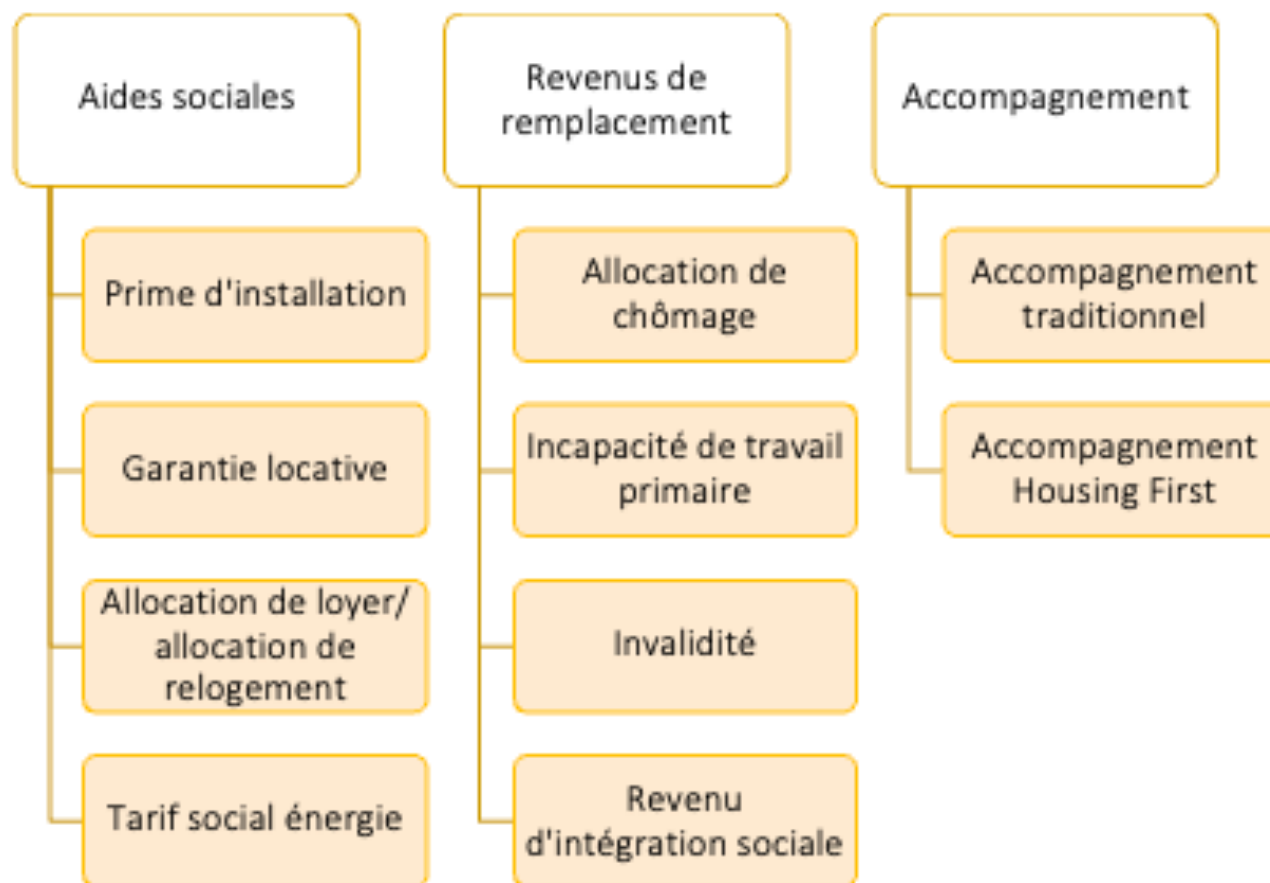 Aides sociales
Prime d'installation
Garantie locative
Allocation de loyer/
allocation de
relogement
Tarif social énergie
Revenus de
remplacement
Allocation de
chômage
Incapacité de travail
primaire
Invalidité
Revenu
d'intégration sociale
Accompagnement
Accompagnement
traditionnel
Accompagnement
Housing First